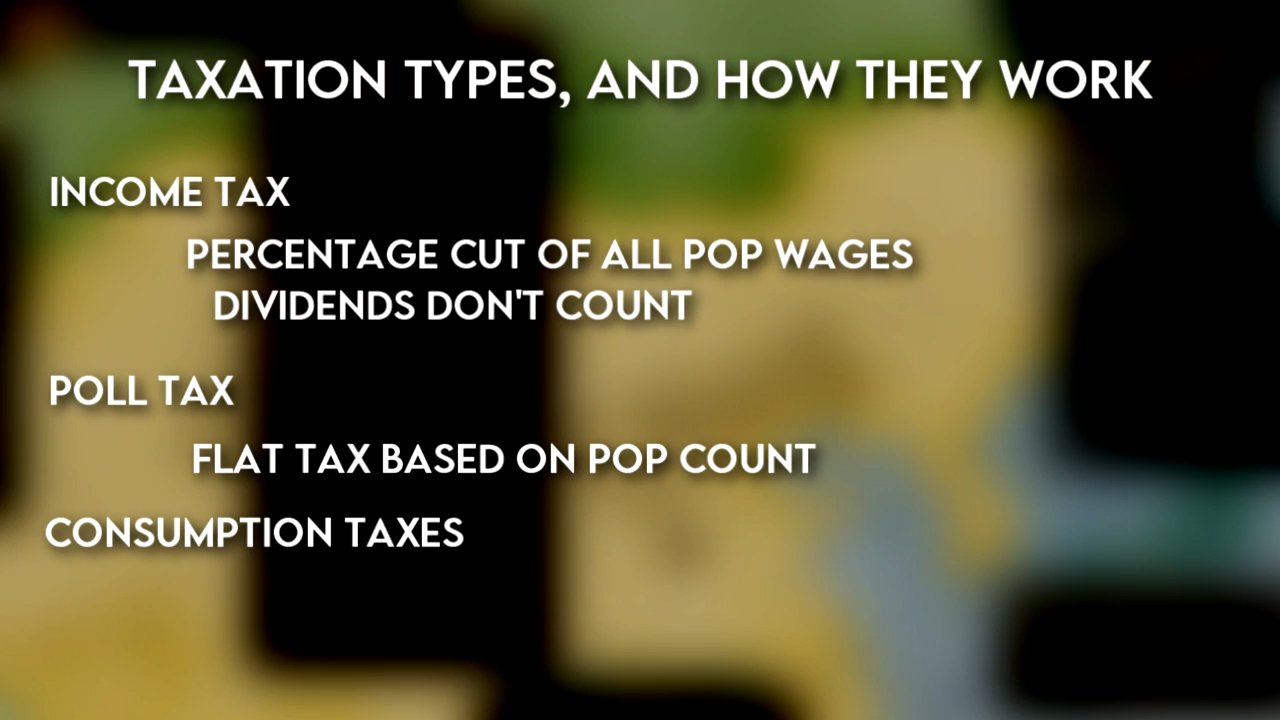 TAXATION TYPES, AND HOW THEY WORK
INCOME TAX
PERCENTAGE CUT OF ALL POP WAGES
DIVIDENDS DON'T COUNT
POLL TAX
FLAT TAX BASED ON POP COUNT
CONSUMPTION TAXES